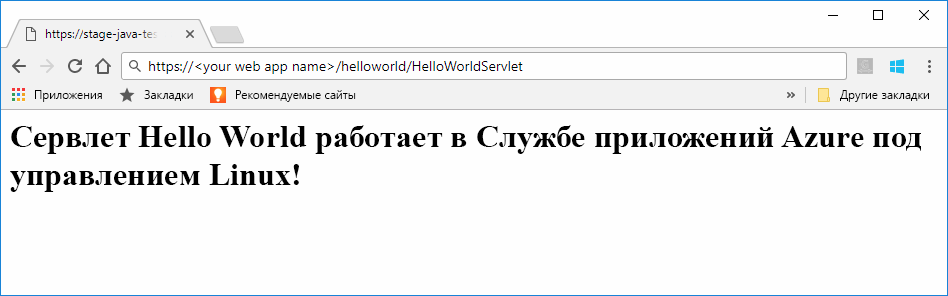 https://stage-java-tes
https://<your web app name>/helloworld/HelloWorldServlet
Приложения Закладки Рекомендуемые сайты » Другие закладки
Сервлет Hello World работает в Службе приложений Azure под
управлением Linux!